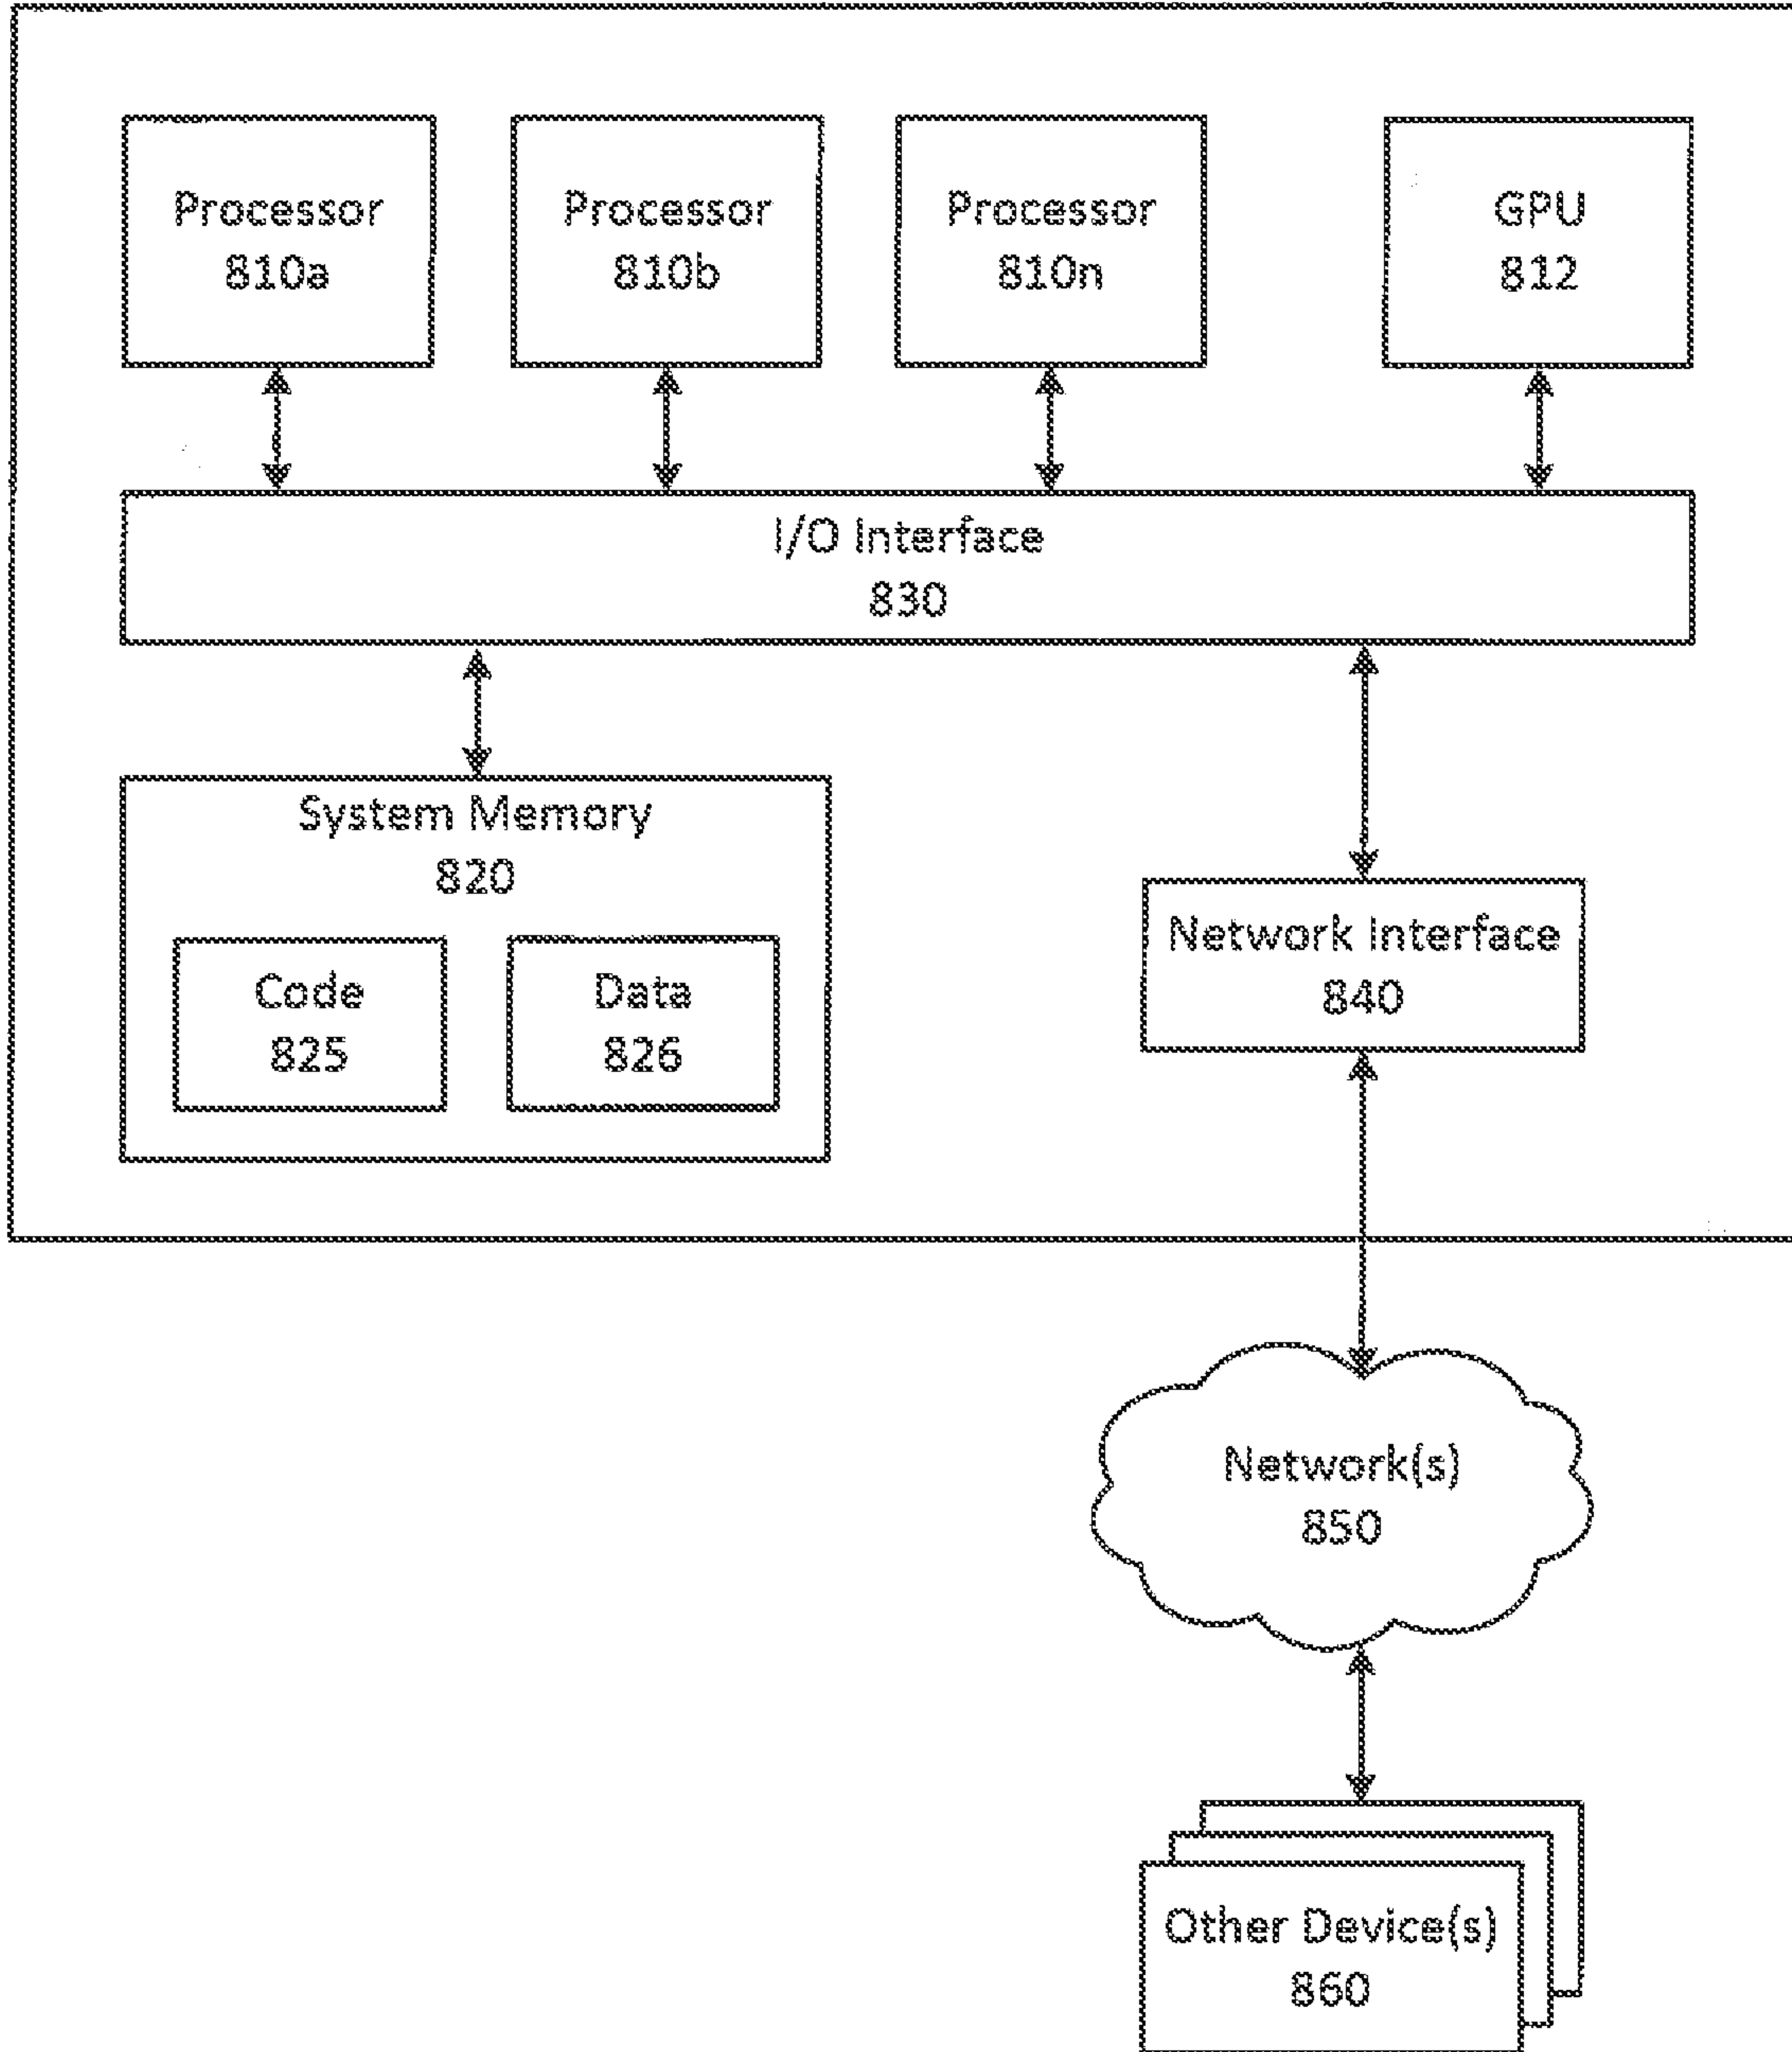 Processor
810a
Processor
810b
Processor
810n
GPU
812
I/O Interface
830
System Memory
820
Code
825
Data
826
Network Interface
840
Network(s)
850
Other Device(s)
860